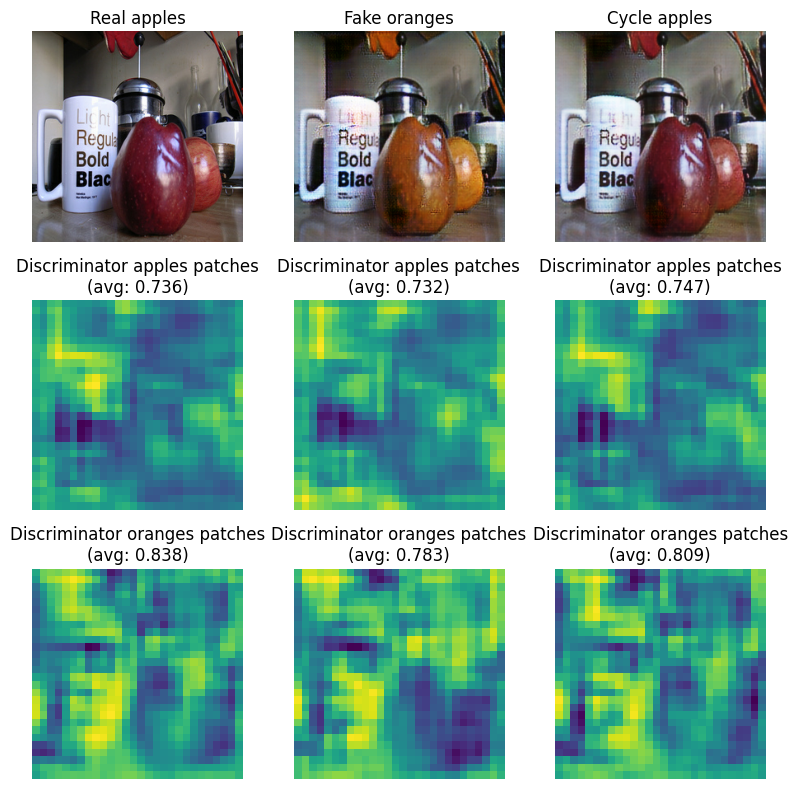 Real apples
Fake oranges
Cycle apples
Light
Regula
Bold
Blac
Light
Regula
Bold
Blac
Light
Regula
Bold
Blac
Discriminator apples patches
(avg: 0.736)
Discriminator apples patches
(avg: 0.732)
Discriminator apples patches
(avg: 0.747)
Discriminator oranges patches
(avg: 0.838)
Discriminator oranges patches
(avg: 0.783)
Discriminator oranges patches
(avg: 0.809)